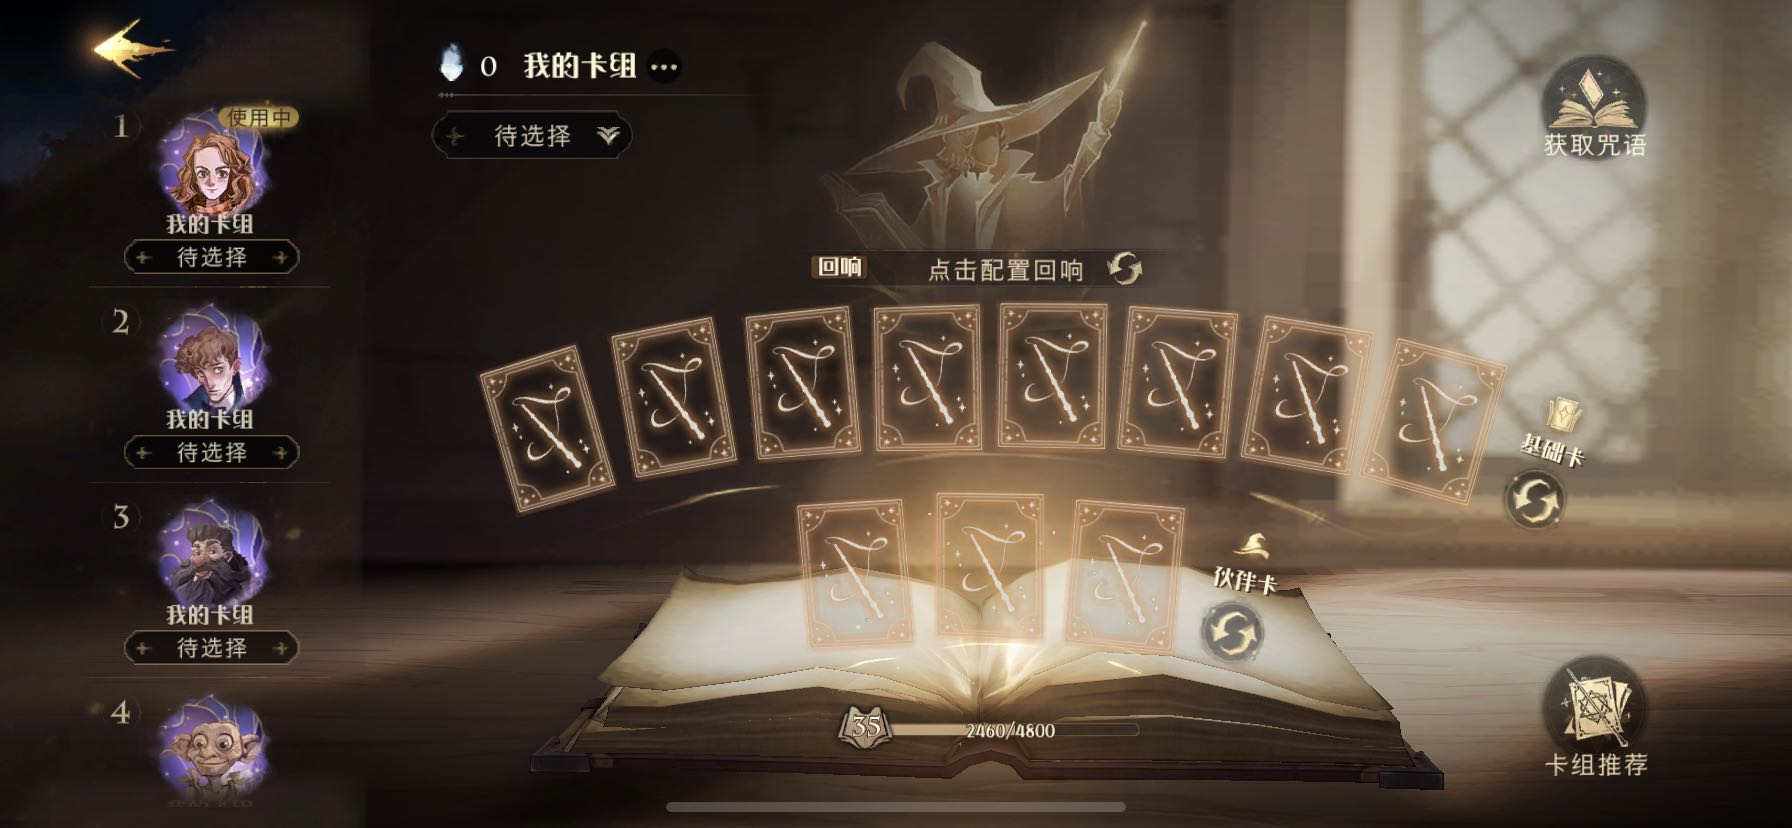 0 我的卡组
待选择
获取咒语
1
使用中
我的卡组
待选择
2
我的卡组
待选择
3
我的卡组
待选择
4
回响 点击配置回响
基础卡
伙伴卡
35 2460/4800
卡组推荐